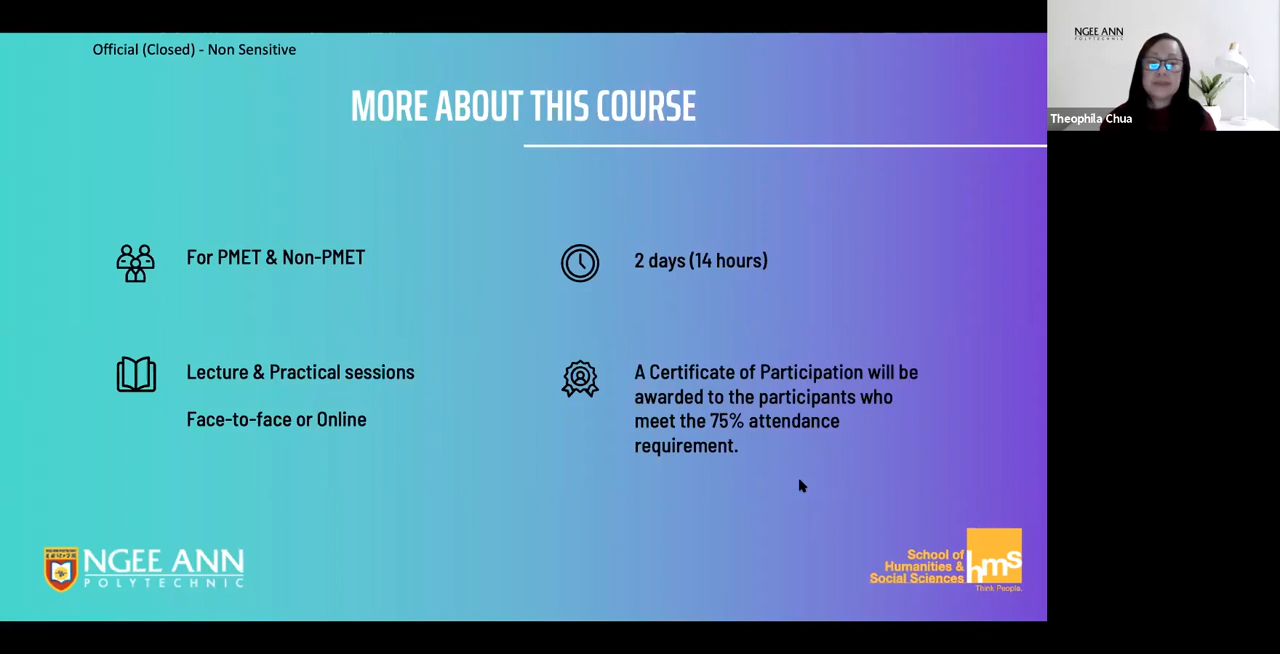 Official (Closed) - Non Sensitive
MORE ABOUT THIS COURSE
NGEE ANN
POLYTECHNIC
Theophila Chua
For PMET & Non-PMET
2 days (14 hours)
Lecture & Practical sessions
Face-to-face or Online
A Certificate of Participation will be
awarded to the participants who
meet the 75% attendance
requirement.
NGEE ANN
POLYTECHNIC
School of
Humanities &
Social Sciences
hms
Think People.